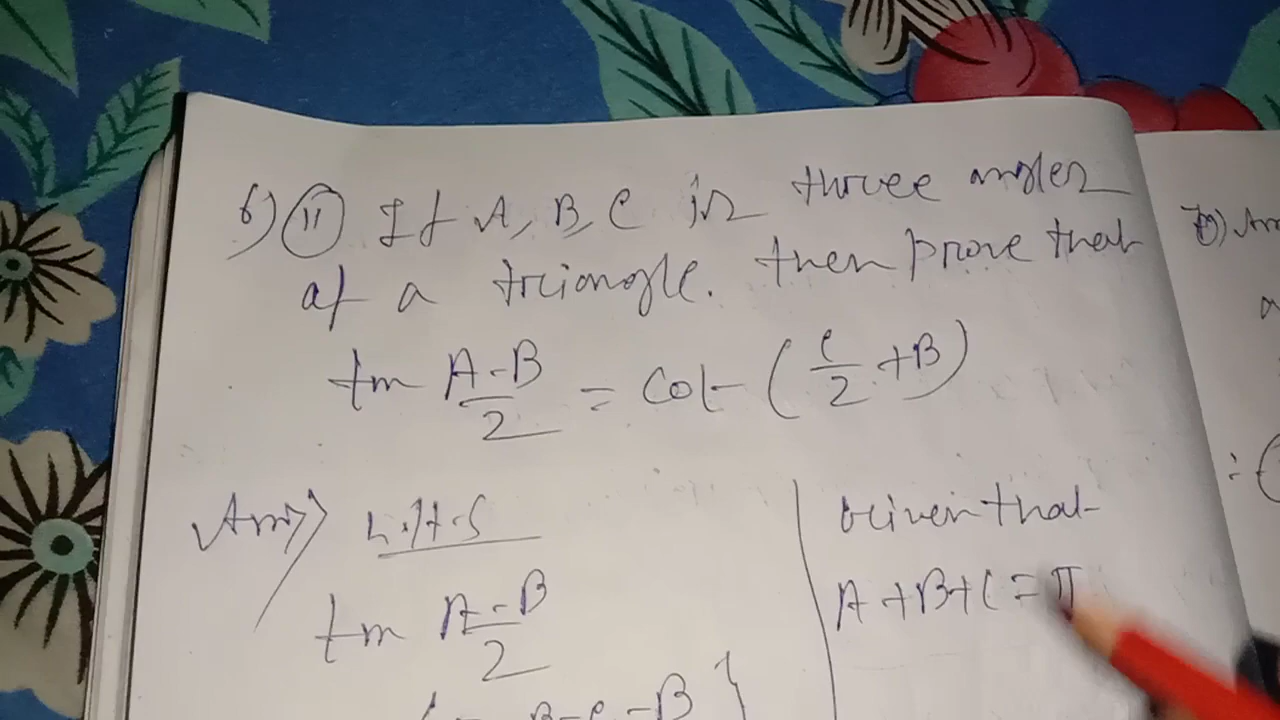 6) (ii) If A, B, C is three angles
of a triangle. then prove that
tan A-B/2 = cot (C/2 + B)
Ans>> L.H.S
tan A-B/2
Given that
A+B+C = π
-B-C-B }